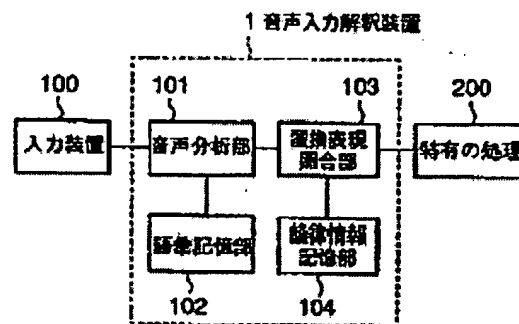 1 音声入力解釈装置
100
101
103
200
入力装置
音声分析部
置換表現
照合部
特有の処理
語彙記憶部
韻律情報
記憶部
102
104